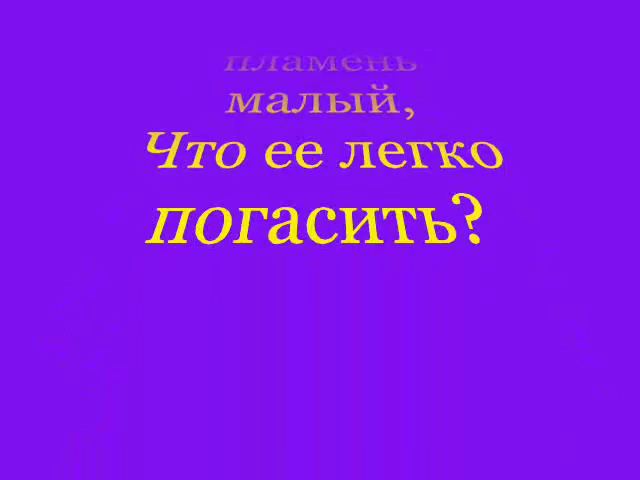 пламень
малый,
Что ее легко
погасить?